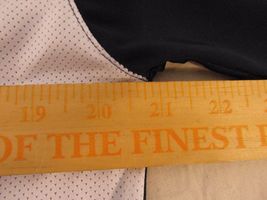 19 20 21 22
OF THE FINEST